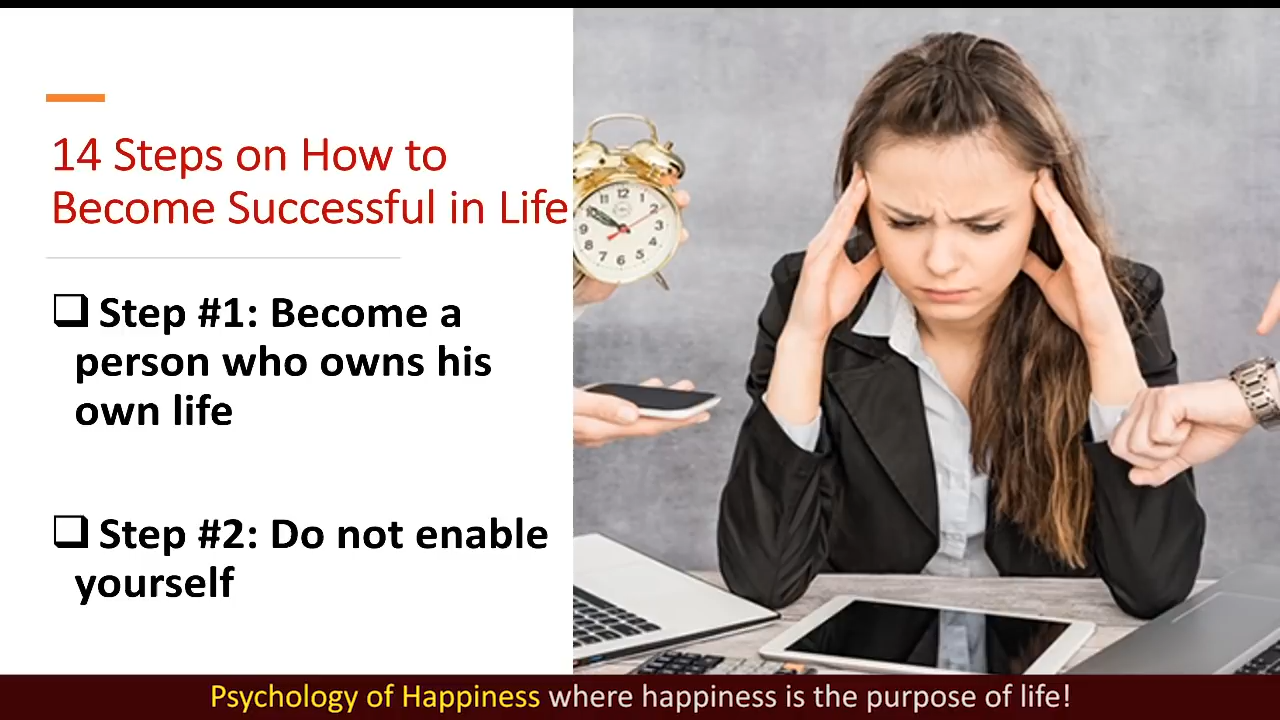 14 Steps on How to
Become Successful in Life
❑ Step #1: Become a
person who owns his
own life
❑ Step #2: Do not enable
yourself
Psychology of Happiness where happiness is the purpose of life!